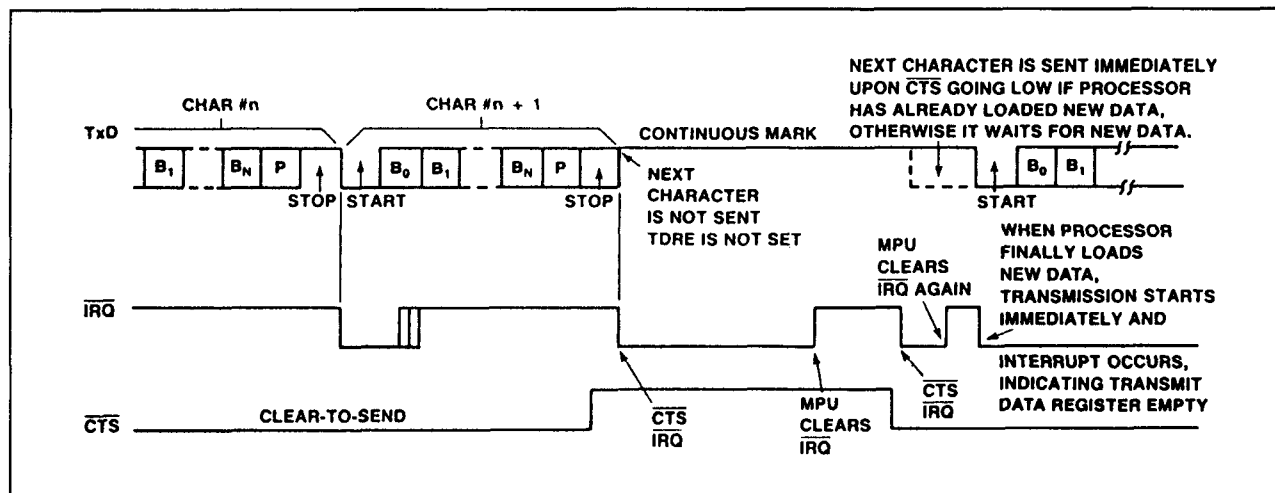 NEXT CHARACTER IS SENT IMMEDIATELY
UPON CTS GOING LOW IF PROCESSOR
HAS ALREADY LOADED NEW DATA,
OTHERWISE IT WAITS FOR NEW DATA.
CHAR #n
CHAR #n + 1
TxD
CONTINUOUS MARK
B1
BN
P
B0
B1
BN
P
B0
B1
STOP
START
STOP
START
NEXT
CHARACTER
IS NOT SENT
TDRE IS NOT SET
MPU
CLEARS
IRQ AGAIN
WHEN PROCESSOR
FINALLY LOADS
NEW DATA,
TRANSMISSION STARTS
IMMEDIATELY AND
IRQ
INTERRUPT OCCURS,
INDICATING TRANSMIT
DATA REGISTER EMPTY
CTS
CLEAR-TO-SEND
CTS
IRQ
MPU
CLEARS
IRQ
CTS
IRQ